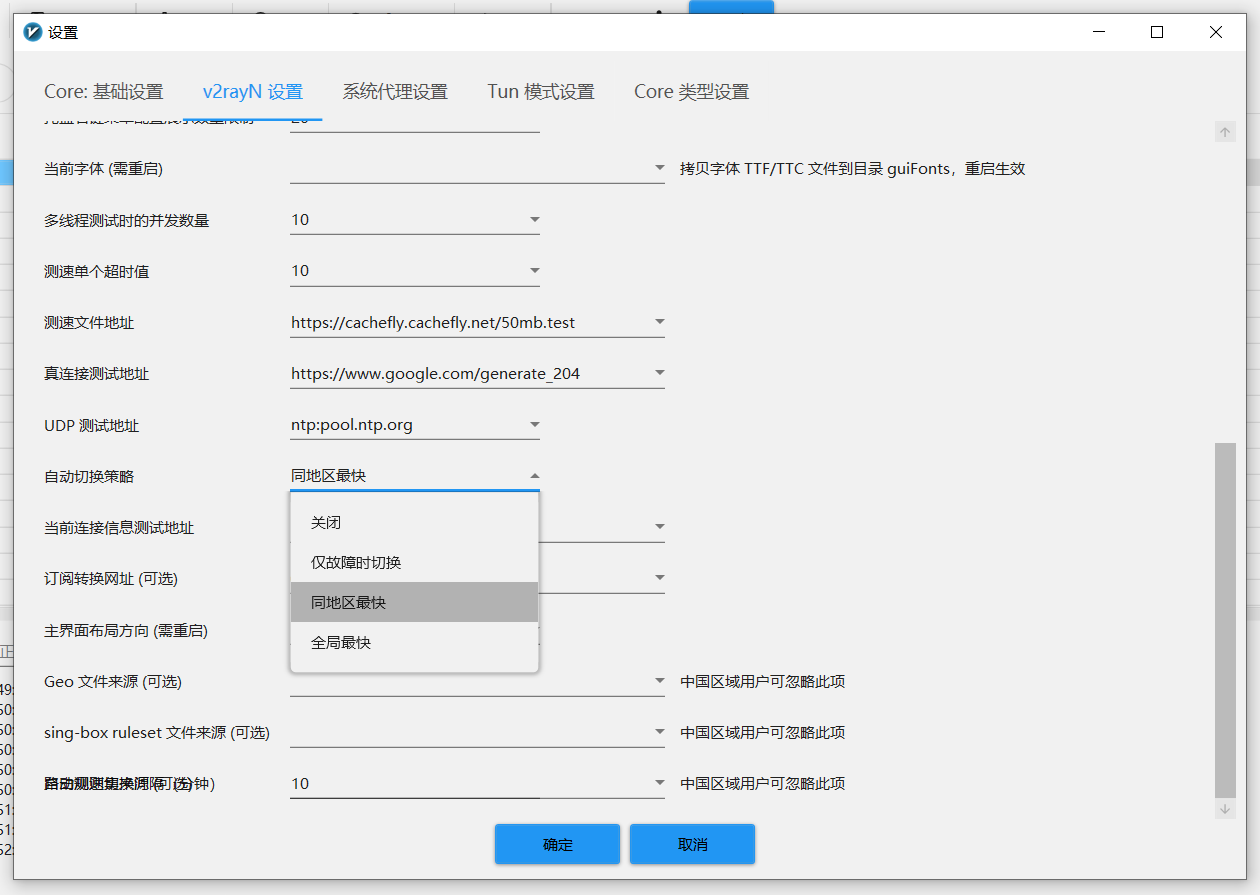 设置
Core: 基础设置 v2rayN 设置 系统代理设置 Tun 模式设置 Core 类型设置
当前字体 (需重启) 拷贝字体 TTF/TTC 文件到目录 guiFonts，重启生效
多线程测试时的并发数量 10
测速单个超时值 10
测速文件地址 https://cachefly.cachefly.net/50mb.test
真连接测试地址 https://www.google.com/generate_204
UDP 测试地址 ntp:pool.ntp.org
自动切换策略 同地区最快
关闭
当前连接信息测试地址
仅故障时切换
订阅转换网址 (可选)
同地区最快
主界面布局方向 (需重启)
全局最快
Geo 文件来源 (可选) 中国区域用户可忽略此项
sing-box ruleset 文件来源 (可选) 中国区域用户可忽略此项
10 中国区域用户可忽略此项
确定 取消